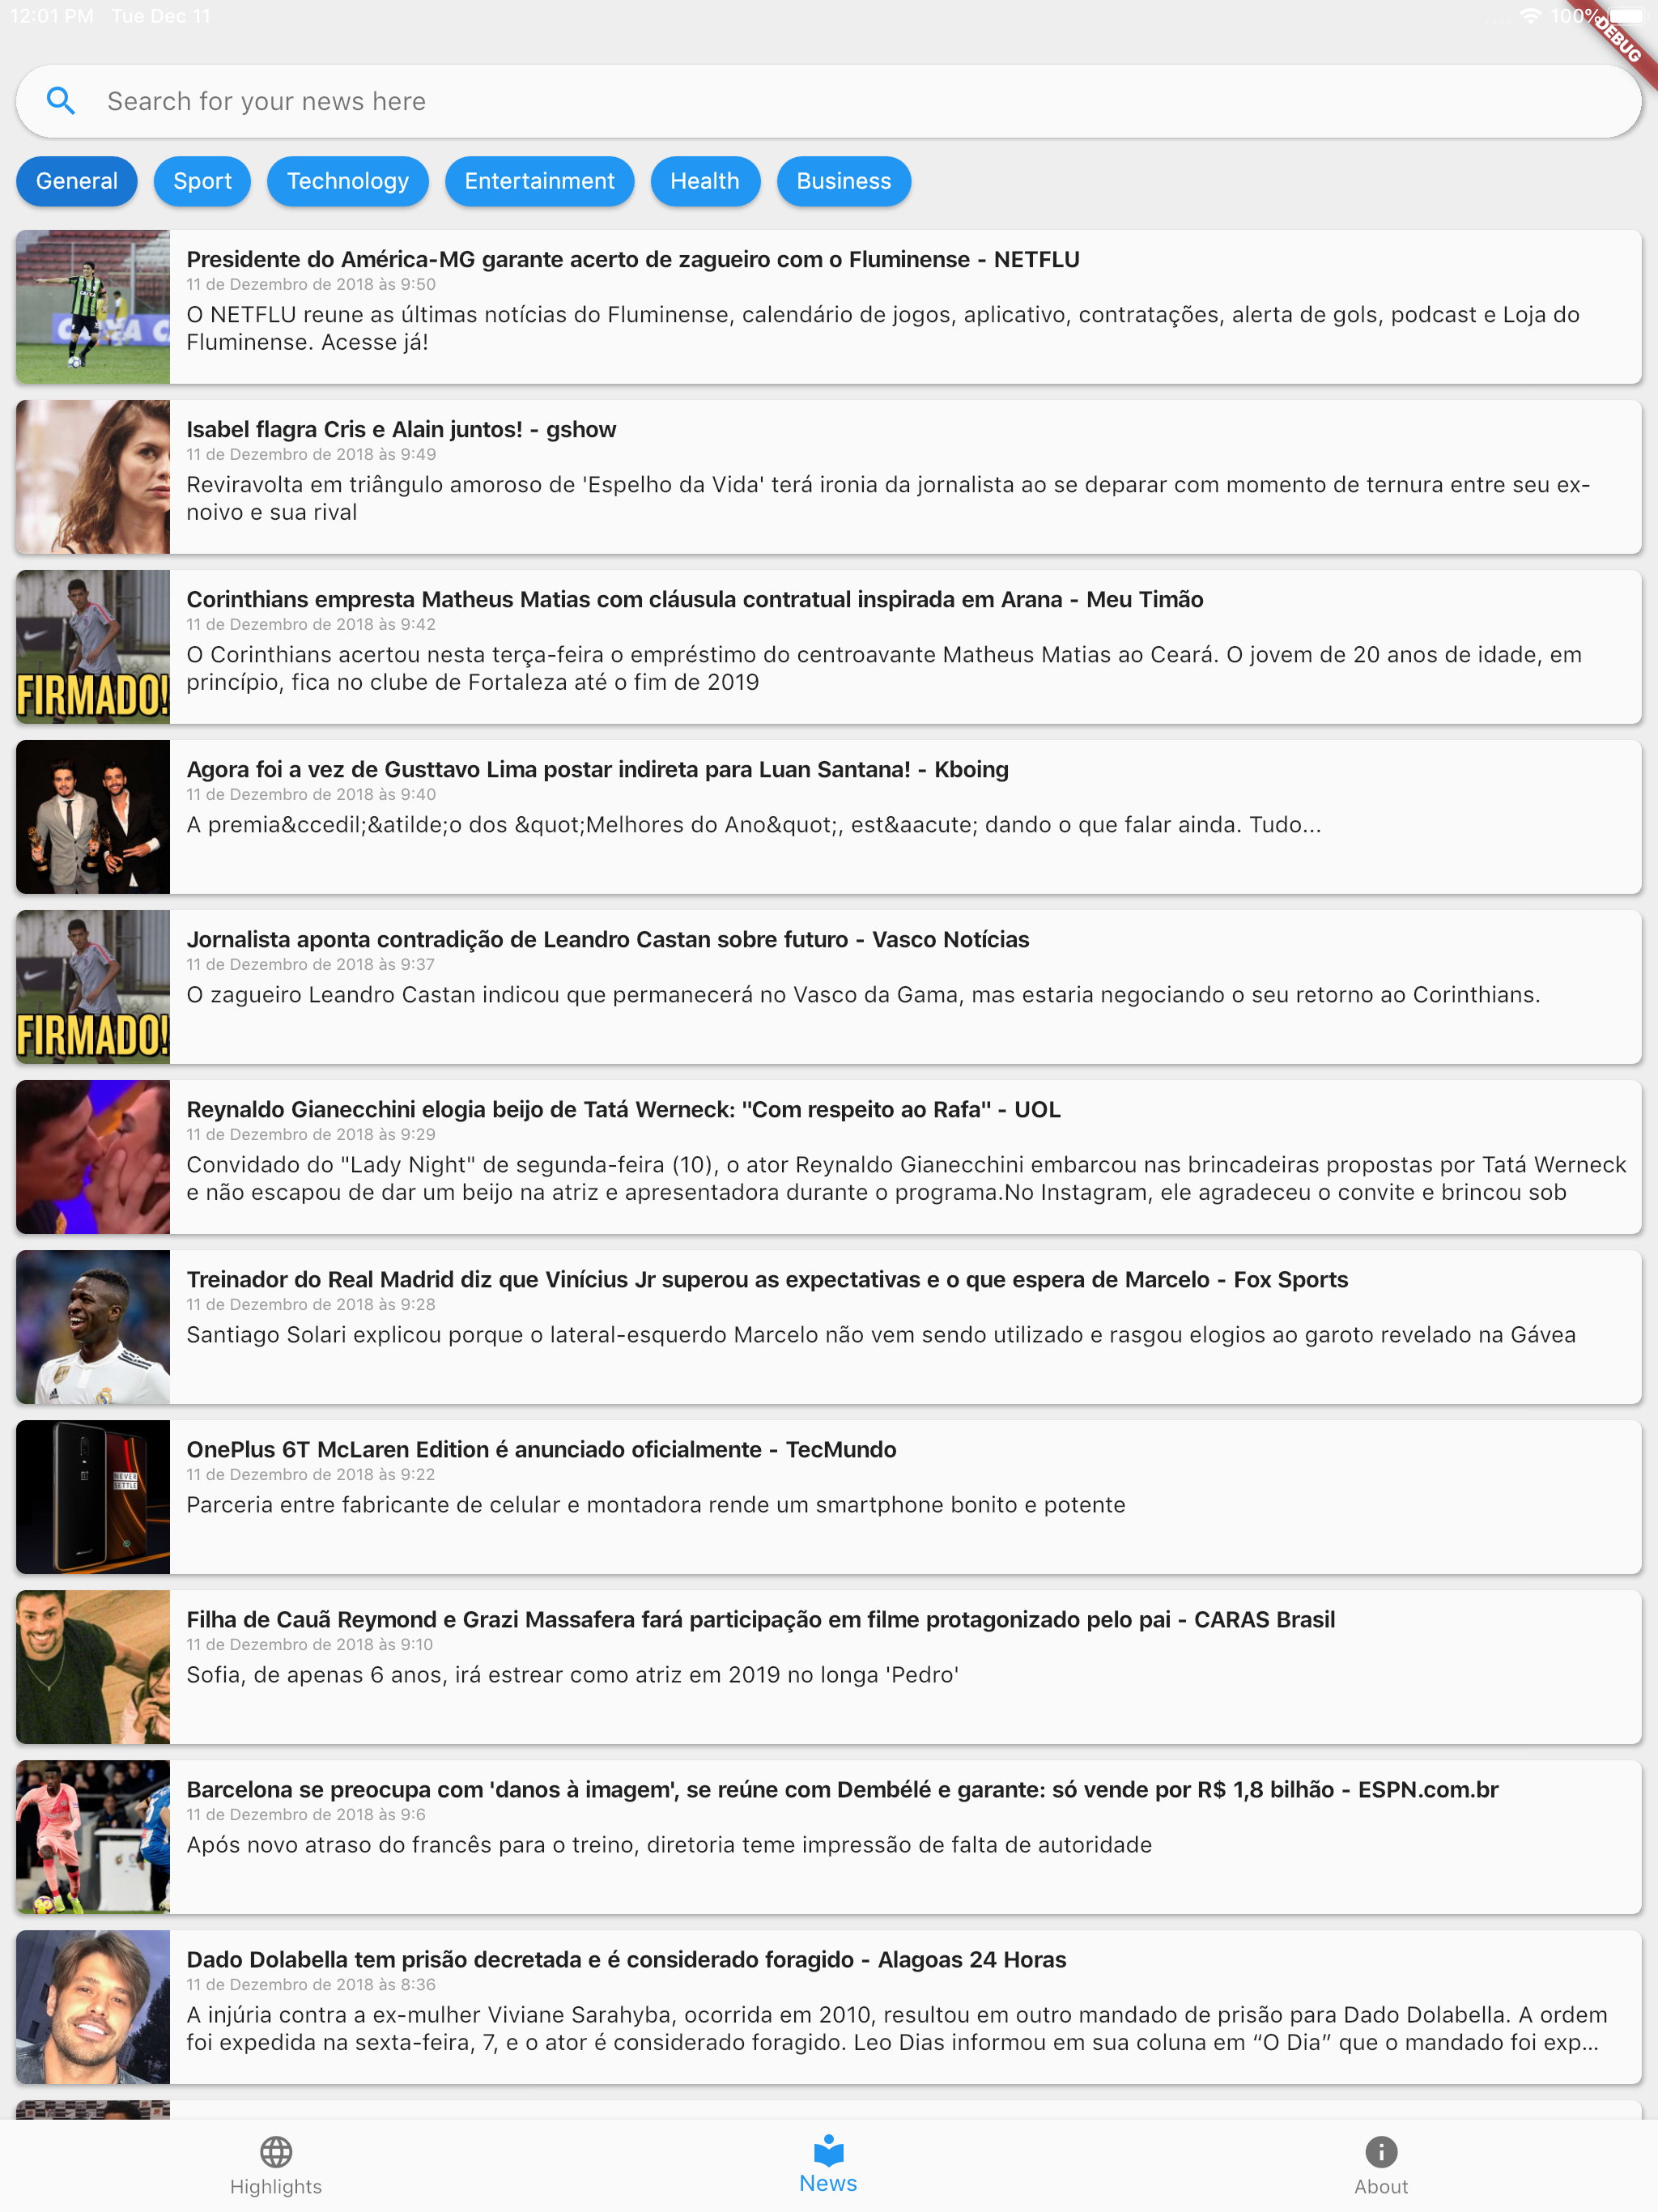 12:01 PM Tue Dec 11
100%
DEBUG
Search for your news here
General Sport Technology Entertainment Health Business
Presidente do América-MG garante acerto de zagueiro com o Fluminense - NETFLU
11 de Dezembro de 2018 às 9:50
O NETFLU reune as últimas notícias do Fluminense, calendário de jogos, aplicativo, contratações, alerta de gols, podcast e Loja do
Fluminense. Acesse já!
Isabel flagra Cris e Alain juntos! - gshow
11 de Dezembro de 2018 às 9:49
Reviravolta em triângulo amoroso de 'Espelho da Vida' terá ironia da jornalista ao se deparar com momento de ternura entre seu ex-
noivo e sua rival
FIRMADO!
Corinthians empresta Matheus Matias com cláusula contratual inspirada em Arana - Meu Timão
11 de Dezembro de 2018 às 9:42
O Corinthians acertou nesta terça-feira o empréstimo do centroavante Matheus Matias ao Ceará. O jovem de 20 anos de idade, em
princípio, fica no clube de Fortaleza até o fim de 2019
Agora foi a vez de Gusttavo Lima postar indireta para Luan Santana! - Kboing
11 de Dezembro de 2018 às 9:40
A premia&ccedil;&atilde;o dos &quot;Melhores do Ano&quot;, est&aacute; dando o que falar ainda. Tudo...
FIRMADO!
Jornalista aponta contradição de Leandro Castan sobre futuro - Vasco Notícias
11 de Dezembro de 2018 às 9:37
O zagueiro Leandro Castan indicou que permanecerá no Vasco da Gama, mas estaria negociando o seu retorno ao Corinthians.
Reynaldo Gianecchini elogia beijo de Tatá Werneck: "Com respeito ao Rafa" - UOL
11 de Dezembro de 2018 às 9:29
Convidado do "Lady Night" de segunda-feira (10), o ator Reynaldo Gianecchini embarcou nas brincadeiras propostas por Tatá Werneck
e não escapou de dar um beijo na atriz e apresentadora durante o programa.No Instagram, ele agradeceu o convite e brincou sob
Treinador do Real Madrid diz que Vinícius Jr superou as expectativas e o que espera de Marcelo - Fox Sports
11 de Dezembro de 2018 às 9:28
Santiago Solari explicou porque o lateral-esquerdo Marcelo não vem sendo utilizado e rasgou elogios ao garoto revelado na Gávea
NEVER
SETTLE
OnePlus 6T McLaren Edition é anunciado oficialmente - TecMundo
11 de Dezembro de 2018 às 9:22
Parceria entre fabricante de celular e montadora rende um smartphone bonito e potente
Filha de Cauã Reymond e Grazi Massafera fará participação em filme protagonizado pelo pai - CARAS Brasil
11 de Dezembro de 2018 às 9:10
Sofia, de apenas 6 anos, irá estrear como atriz em 2019 no longa 'Pedro'
Barcelona se preocupa com 'danos à imagem', se reúne com Dembélé e garante: só vende por R$ 1,8 bilhão - ESPN.com.br
11 de Dezembro de 2018 às 9:6
Após novo atraso do francês para o treino, diretoria teme impressão de falta de autoridade
Dado Dolabella tem prisão decretada e é considerado foragido - Alagoas 24 Horas
11 de Dezembro de 2018 às 8:36
A injúria contra a ex-mulher Viviane Sarahyba, ocorrida em 2010, resultou em outro mandado de prisão para Dado Dolabella. A ordem
foi expedida na sexta-feira, 7, e o ator é considerado foragido. Leo Dias informou em sua coluna em “O Dia” que o mandado foi exp...
Highlights News About